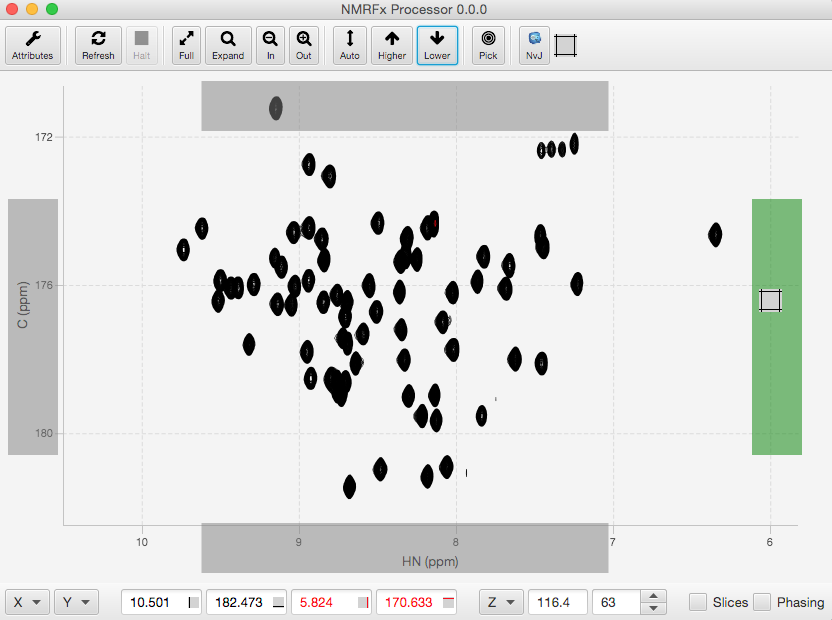 NMRFx Processor 0.0.0
Attributes Refresh Halt Full Expand In Out Auto Higher Lower Pick NvJ
172
176
180
C (ppm)
10 9 8 7 6
HN (ppm)
X Y 10.501 182.473 5.824 170.633 Z 116.4 63 Slices Phasing